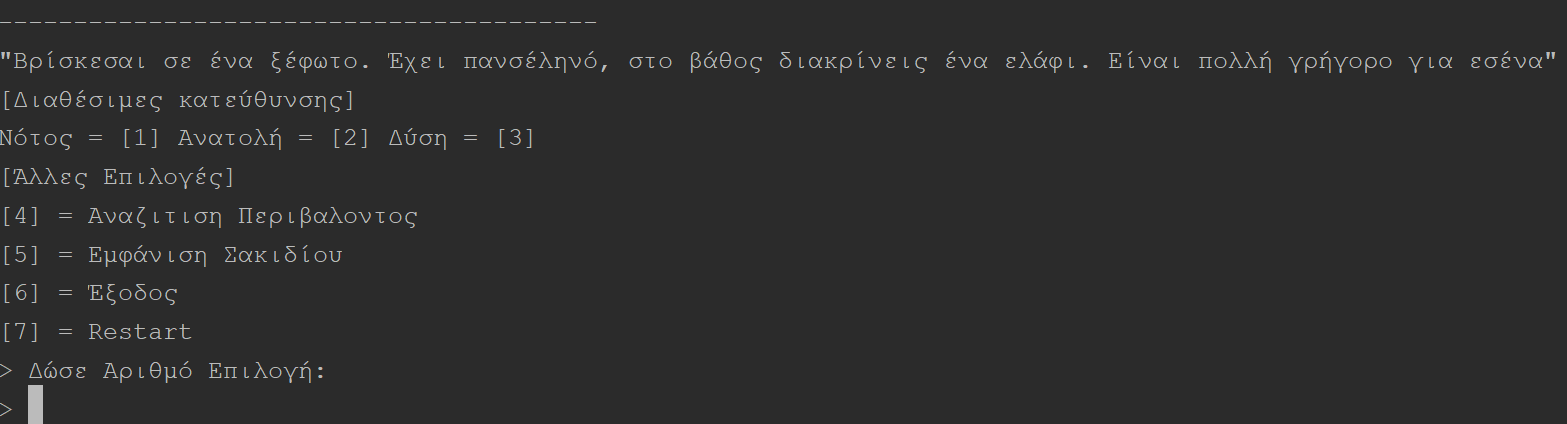 ----------------------------------------
"Βρίσκεσαι σε ένα ξέφωτο. Έχει πανσέληνό, στο βάθος διακρίνεις ένα ελάφι. Είναι πολλή γρήγορο για εσένα"
[Διαθέσιμες κατεύθυνσης]
Νότος = [1] Ανατολή = [2] Δύση = [3]
[Άλλες Επιλογές]
[4] = Αναζιτιση Περιβαλοντος
[5] = Εμφάνιση Σακιδίου
[6] = Έξοδος
[7] = Restart
> Δώσε Αριθμό Επιλογή:
>